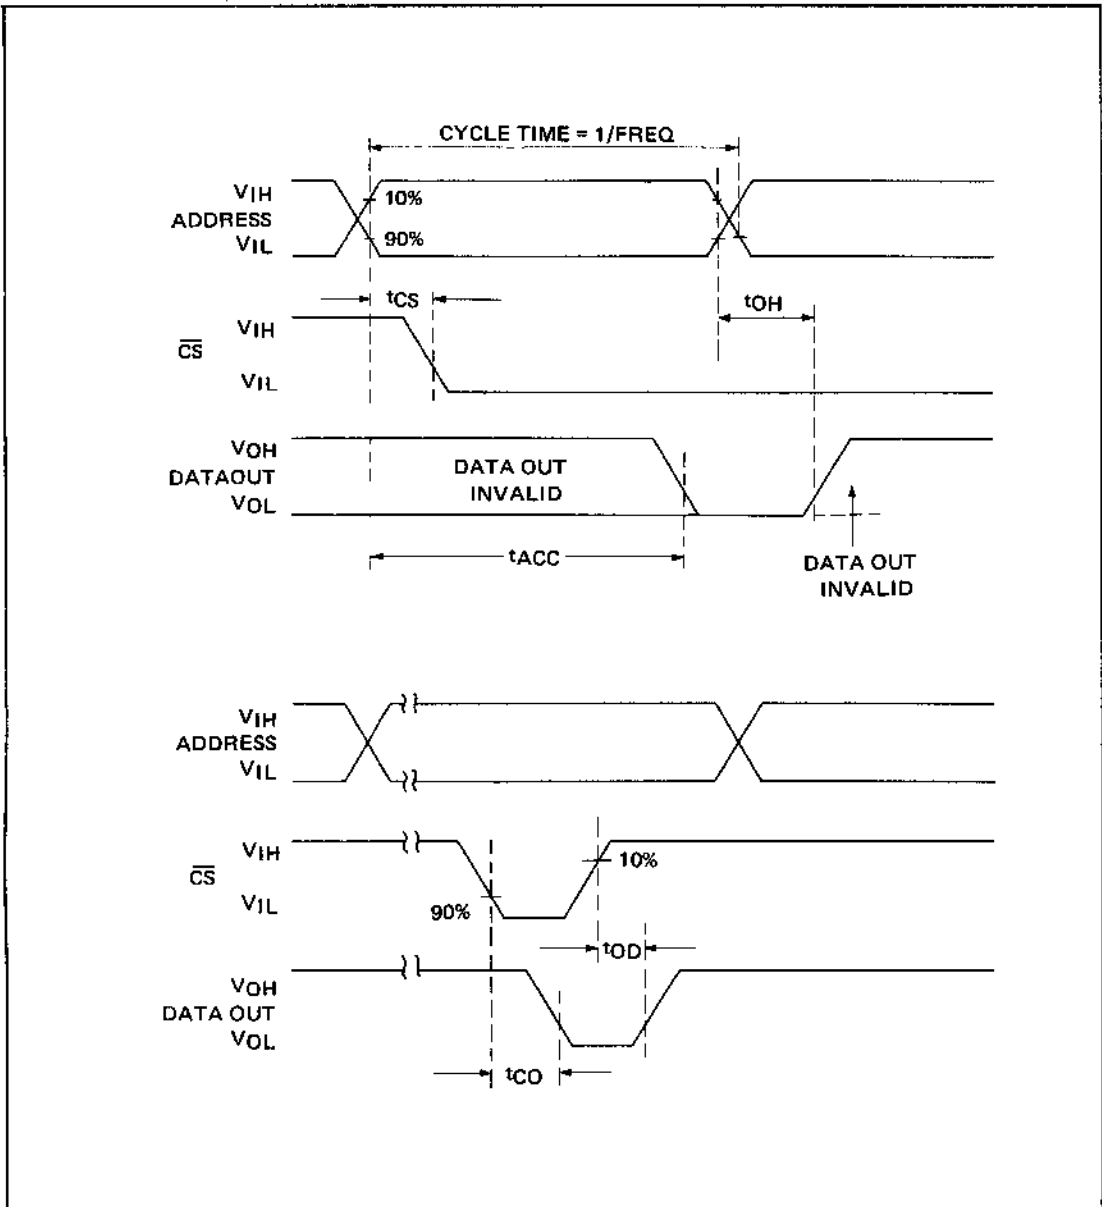 CYCLE TIME = 1/FREQ
VIH
ADDRESS
VIL
10%
90%
tCS
tOH
VIH
CS
VIL
VOH
DATAOUT
VOL
DATA OUT
INVALID
tACC
DATA OUT
INVALID
VIH
ADDRESS
VIL
VIH
CS
VIL
90%
10%
tOD
VOH
DATA OUT
VOL
tCO